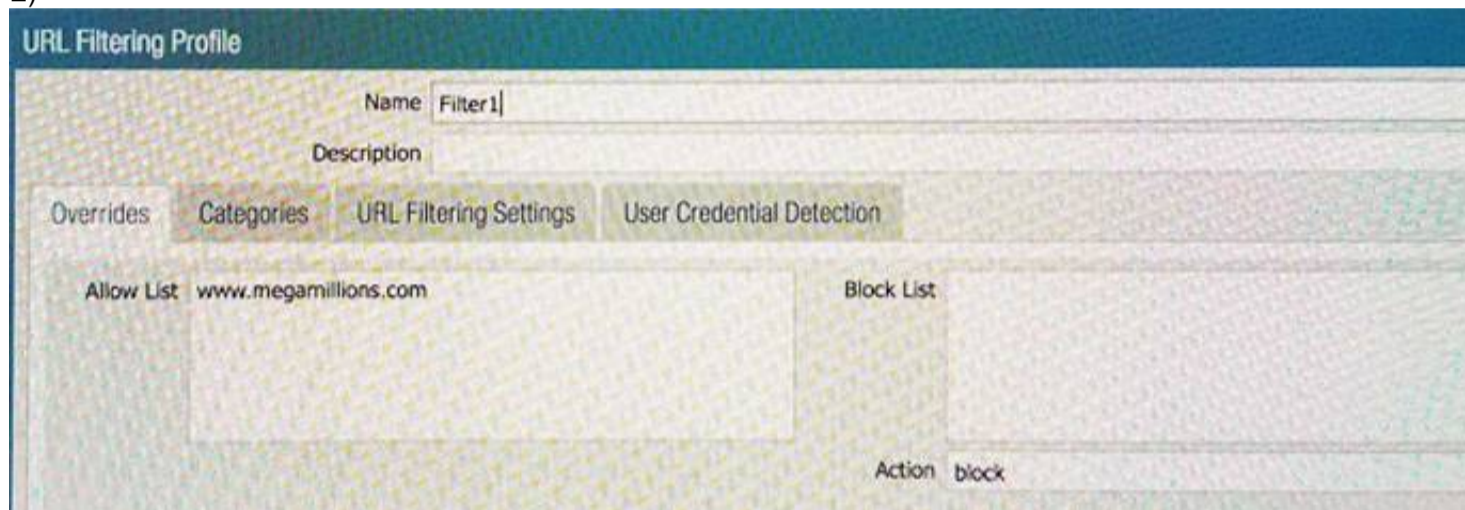 URL Filtering Profile
Name Filter1
Description
Overrides Categories URL Filtering Settings User Credential Detection
Allow List www.megamillions.com Block List
Action block